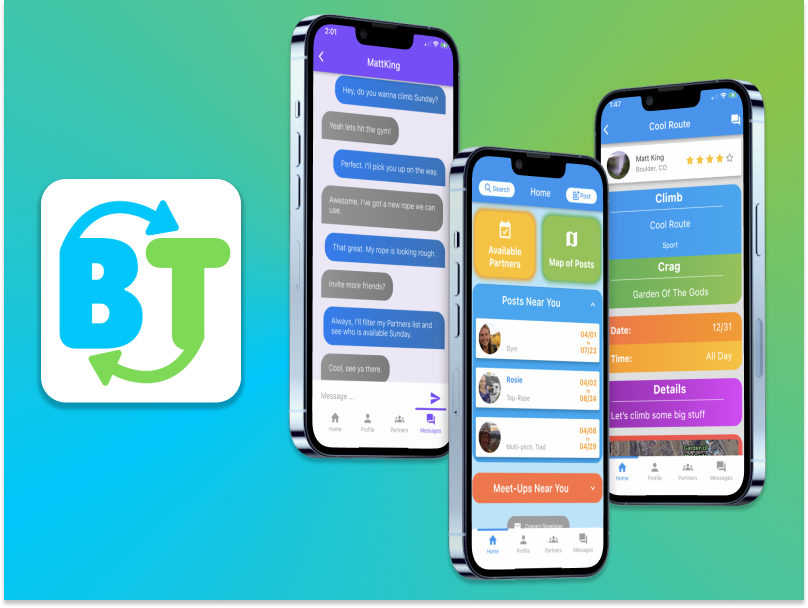 BT
2:01
MattKing
Hey, do you wanna climb Sunday?
Yeah lets hit the gym!
Perfect. I'll pick you up on the way.
Awesome. I've got a new rope we can
use.
That great. My rope is looking rough.
Invite more friends?
Always, I'll filter my Partners list and
see who is available Sunday.
Cool, see ya there.
Message ...
Home Profile Partners Messages
Search Home Post
Available
Partners
Map of Posts
Posts Near You
Gym
04/01
to
07/23
Rosie
Top-Rope
04/03
to
06/24
Multi-pitch, Trad
04/08
to
04/29
Meet-Ups Near You
Contact Developer
Home Profile Partners Messages
1:47
Cool Route
Matt King
Boulder, CO
Climb
Cool Route
Sport
Crag
Garden Of The Gods
Date: 12/31
Time: All Day
Details
Let's climb some big stuff
Garden of
Home Profile Partners Messages